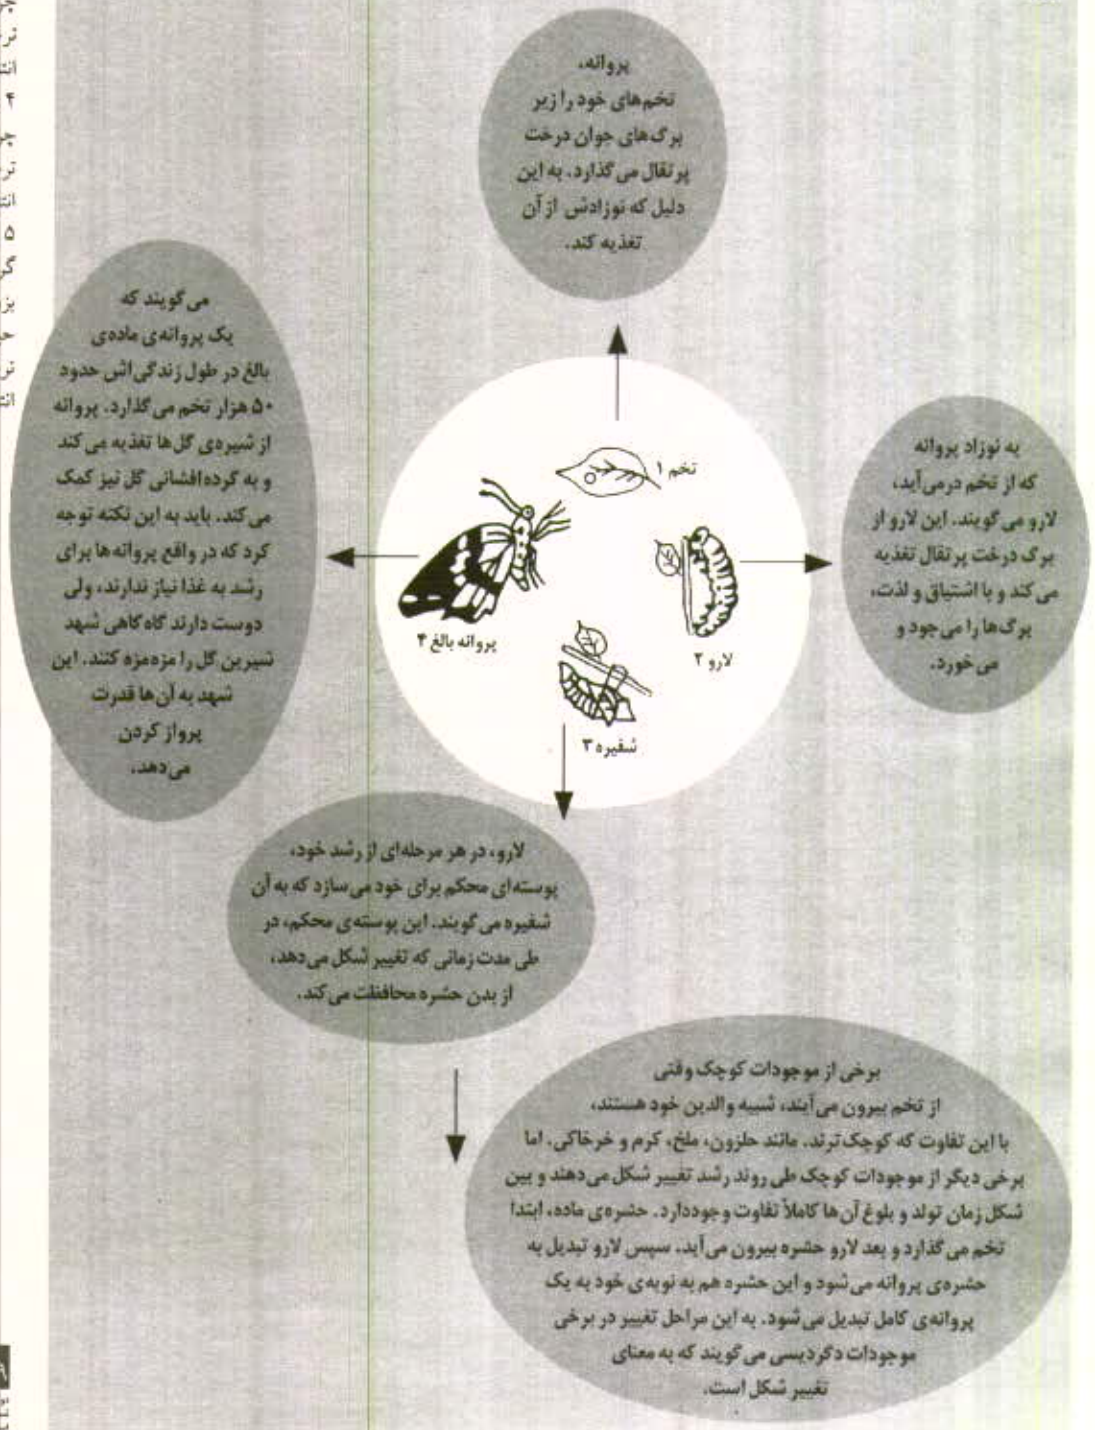 پروانه،
تخم‌های خود را زیر
برگ‌های جوان درخت
پرتقال می‌گذارد. به این
دلیل که نوزادش از آن
تغذیه کند.
به نوزاد پروانه
که از تخم درمی‌آید،
لارو می‌گویند. این لارو از
برگ درخت پرتقال تغذیه
می‌کند و با اشتیاق و لذت،
برگ‌ها را می‌جود و
می‌خورد.
می‌گویند که
یک پروانه‌ی ماده‌ی
بالغ در طول زندگی‌اش حدود
۵۰ هزار تخم می‌گذارد. پروانه
از شیره‌ی گل‌ها تغذیه می‌کند
و به گرده‌افشانی گل نیز کمک
می‌کند. باید به این نکته توجه
کرد که در واقع پروانه‌ها برای
رشد به غذا نیاز ندارند، ولی
دوست دارند گاه‌گاهی شهد
شیرین گل را مزه‌مزه کنند. این
شهد به آن‌ها قدرت
پرواز کردن
می‌دهد.
تخم ۱
لارو ۲
شفیره ۳
پروانه بالغ ۴
لارو، در هر مرحله‌ای از رشد خود،
پوسته‌ای محکم برای خود می‌سازد که به آن
شفیره می‌گویند. این پوسته‌ی محکم، در
طی مدت زمانی که تغییر شکل می‌دهد،
از بدن حشره محافظت می‌کند.
برخی از موجودات کوچک وقتی
از تخم بیرون می‌آیند، شبیه والدین خود هستند،
با این تفاوت که کوچک‌ترند. مانند حلزون، ملخ، کرم و خرخاکی. اما
برخی دیگر از موجودات کوچک طی روند رشد تغییر شکل می‌دهند و بین
شکل زمان تولد و بلوغ آن‌ها کاملاً تفاوت وجوددارد. حشره‌ی ماده، ابتدا
تخم می‌گذارد و بعد لارو حشره بیرون می‌آید. سپس لارو تبدیل به
حشره‌ی پروانه می‌شود و این حشره هم به نوبه‌ی خود به یک
پروانه‌ی کامل تبدیل می‌شود. به این مراحل تغییر در برخی
موجودات دگردیسی می‌گویند که به معنای
تغییر شکل است.